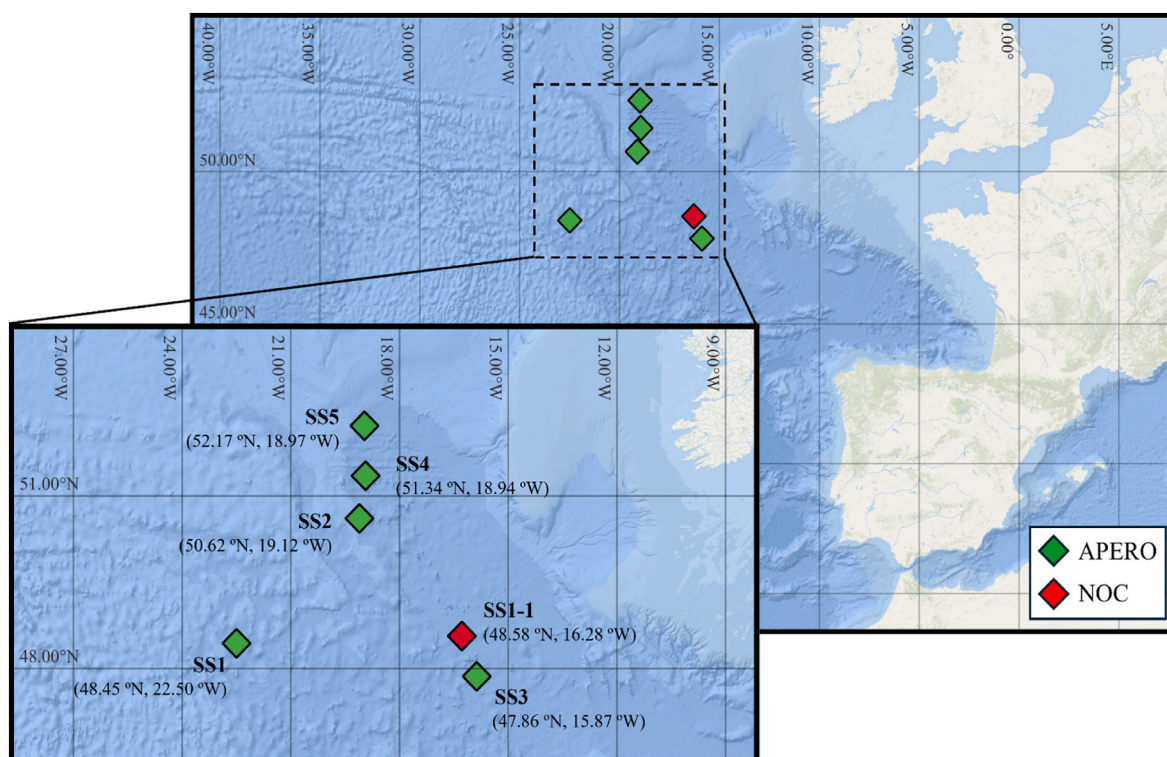 40.00°W
35.00°W
30.00°W
25.00°W
20.00°W
15.00°W
10.00°W
5.00°W
0.00°
5.00°E
50.00°N
45.00°N
27.00°W
24.00°W
21.00°W
18.00°W
15.00°W
12.00°W
9.00°W
SS5
(52.17 ºN, 18.97 ºW)
SS4
(51.34 ºN, 18.94 ºW)
51.00°N
SS2
(50.62 ºN, 19.12 ºW)
SS1-1
(48.58 ºN, 16.28 ºW)
48.00°N
SS1
(48.45 ºN, 22.50 ºW)
SS3
(47.86 ºN, 15.87 ºW)
APERO
NOC